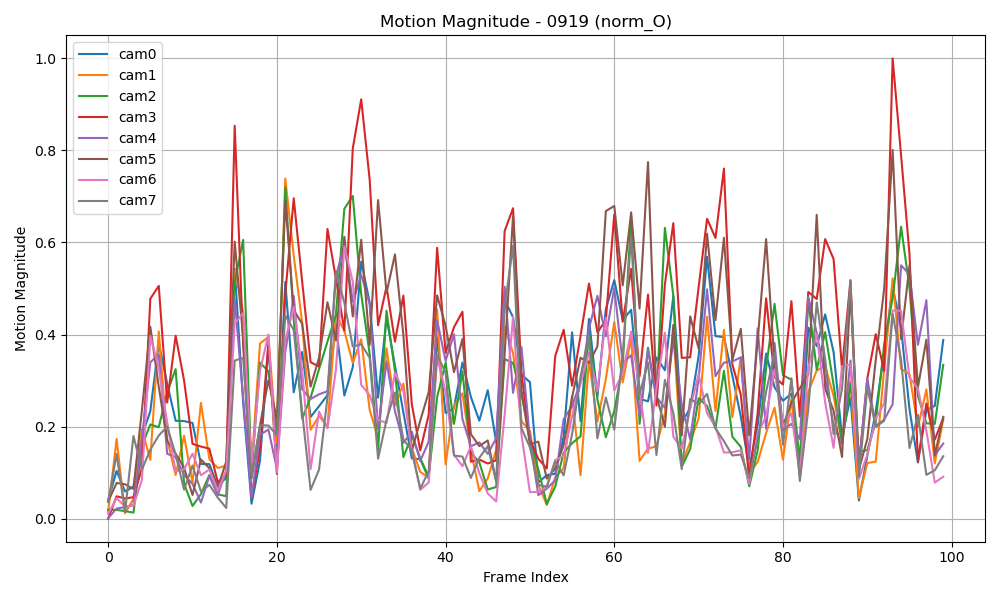 Motion Magnitude - 0919 (norm_O)
1.0
0.8
0.6
0.4
0.2
0.0
Motion Magnitude
cam0
cam1
cam2
cam3
cam4
cam5
cam6
cam7
0 20 40 60 80 100
Frame Index